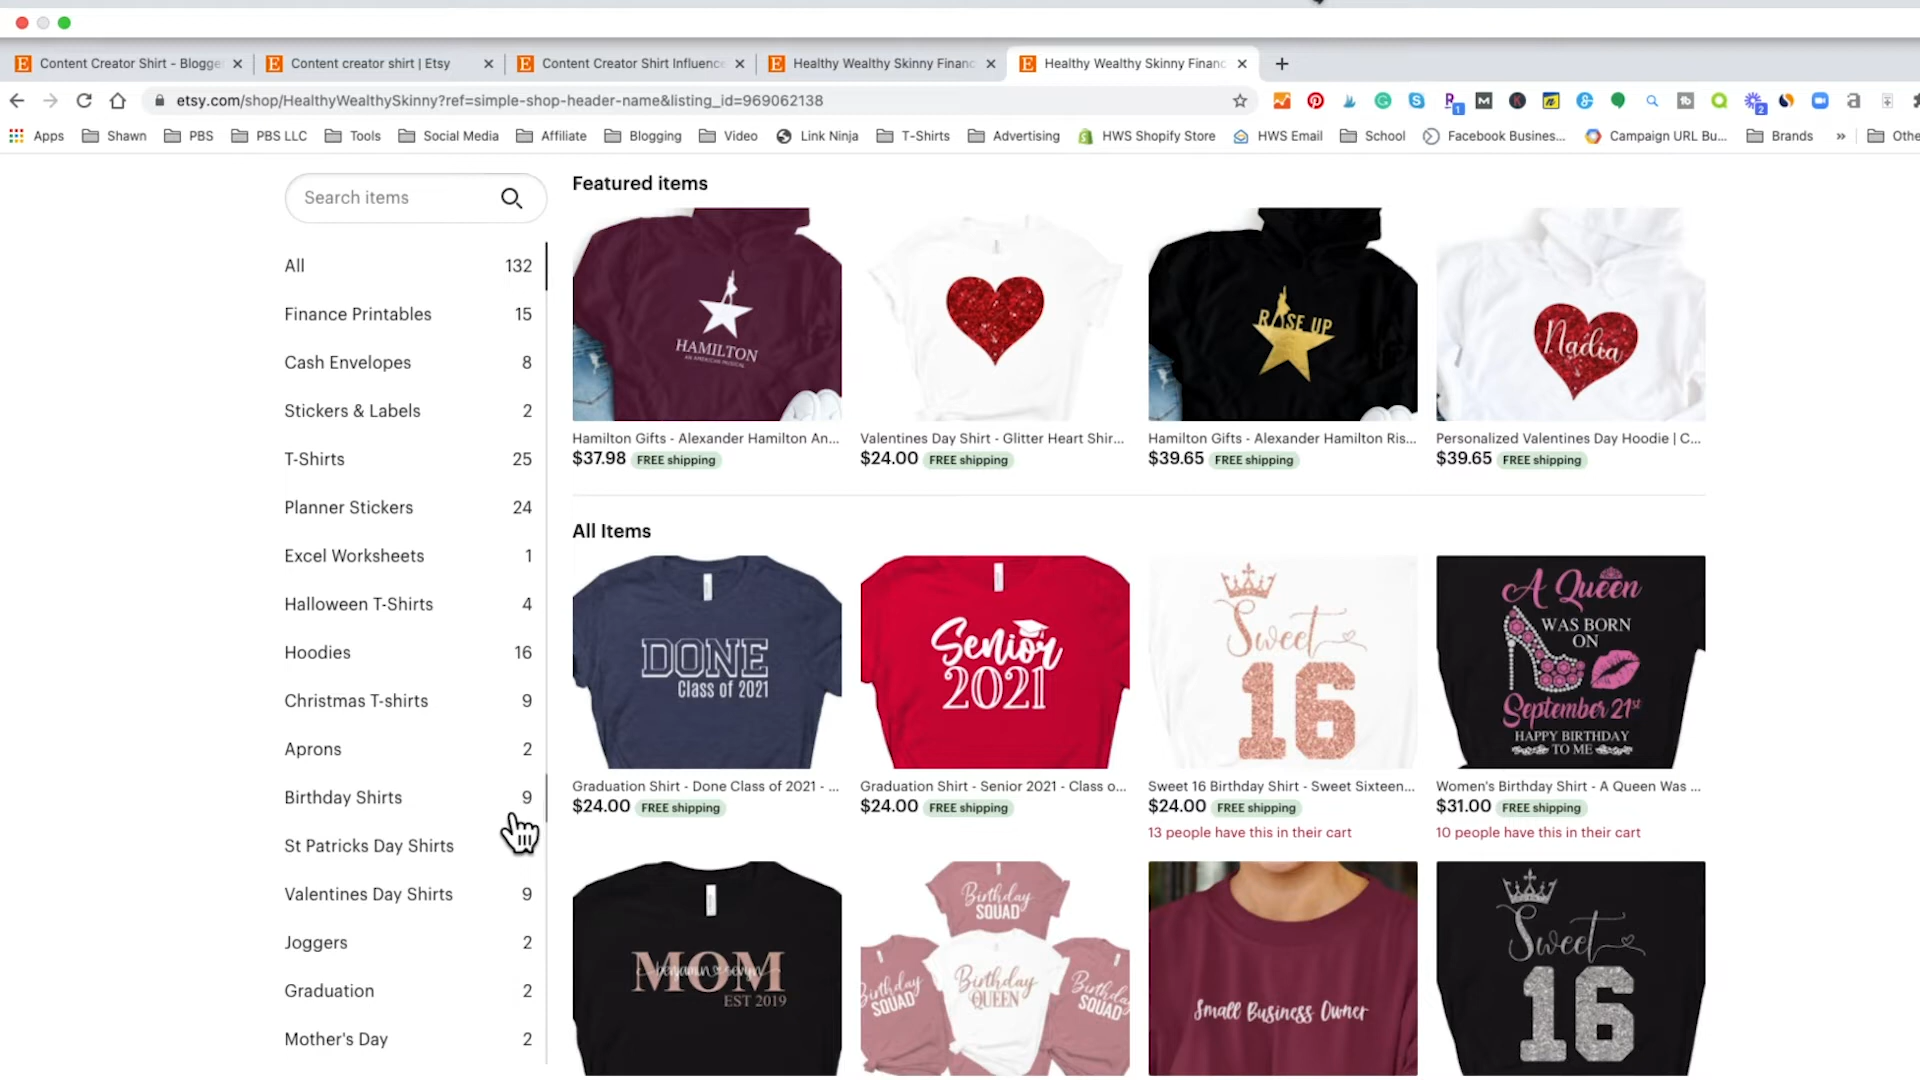 Content Creator Shirt - Blogge
Content creator shirt | Etsy
Content Creator Shirt Influence
Healthy Wealthy Skinny Financ
Healthy Wealthy Skinny Financ
etsy.com/shop/HealthyWealthySkinny?ref=simple-shop-header-name&listing_id=969062138
Apps Shawn PBS PBS LLC Tools Social Media Affiliate Blogging Video Link Ninja T-Shirts Advertising HWS Shopify Store HWS Email School Facebook Busines... Campaign URL Bu... Brands » Othe
Search items
All 132
Finance Printables 15
Cash Envelopes 8
Stickers & Labels 2
T-Shirts 25
Planner Stickers 24
Excel Worksheets 1
Halloween T-Shirts 4
Hoodies 16
Christmas T-shirts 9
Aprons 2
Birthday Shirts 9
St Patricks Day Shirts
Valentines Day Shirts 9
Joggers 2
Graduation 2
Mother's Day 2
Featured items
HAMILTON
AN AMERICAN MUSICAL
RISE UP
Nadia
Hamilton Gifts - Alexander Hamilton An...
$37.98 FREE shipping
Valentines Day Shirt - Glitter Heart Shir...
$24.00 FREE shipping
Hamilton Gifts - Alexander Hamilton Ris...
$39.65 FREE shipping
Personalized Valentines Day Hoodie | C...
$39.65 FREE shipping
All Items
DONE
Class of 2021
Senior
2021
Sweet
16
A Queen
WAS BORN
ON
September 21st
HAPPY BIRTHDAY
TO ME
Graduation Shirt - Done Class of 2021 - ...
$24.00 FREE shipping
Graduation Shirt - Senior 2021 - Class o...
$24.00 FREE shipping
Sweet 16 Birthday Shirt - Sweet Sixteen...
$24.00 FREE shipping
13 people have this in their cart
Women's Birthday Shirt - A Queen Was ...
$31.00 FREE shipping
10 people have this in their cart
MOM
EST 2019
Birthday
SQUAD
Birthday
SQUAD
Birthday
QUEEN
Birthday
SQUAD
Small Business Owner
Sweet
16